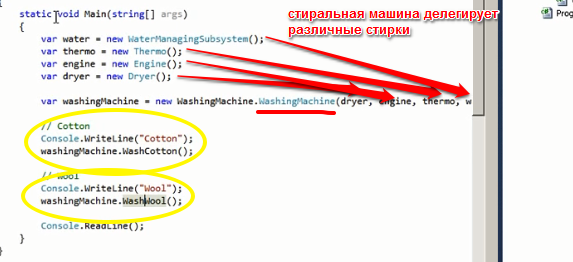 стиральная машина делегирует
различные стирки
Prog
static void Main(string[] args)
{
var water = new WaterManagingSubsystem();
var thermo = new Thermo();
var engine = new Engine();
var dryer = new Dryer();
var washingMachine = new WashingMachine.WashingMachine(dryer, engine, thermo, w
// Cotton
Console.WriteLine("Cotton");
washingMachine.WashCotton();
// Wool
Console.WriteLine("Wool");
washingMachine.WashWool();
Console.ReadLine();
}
}